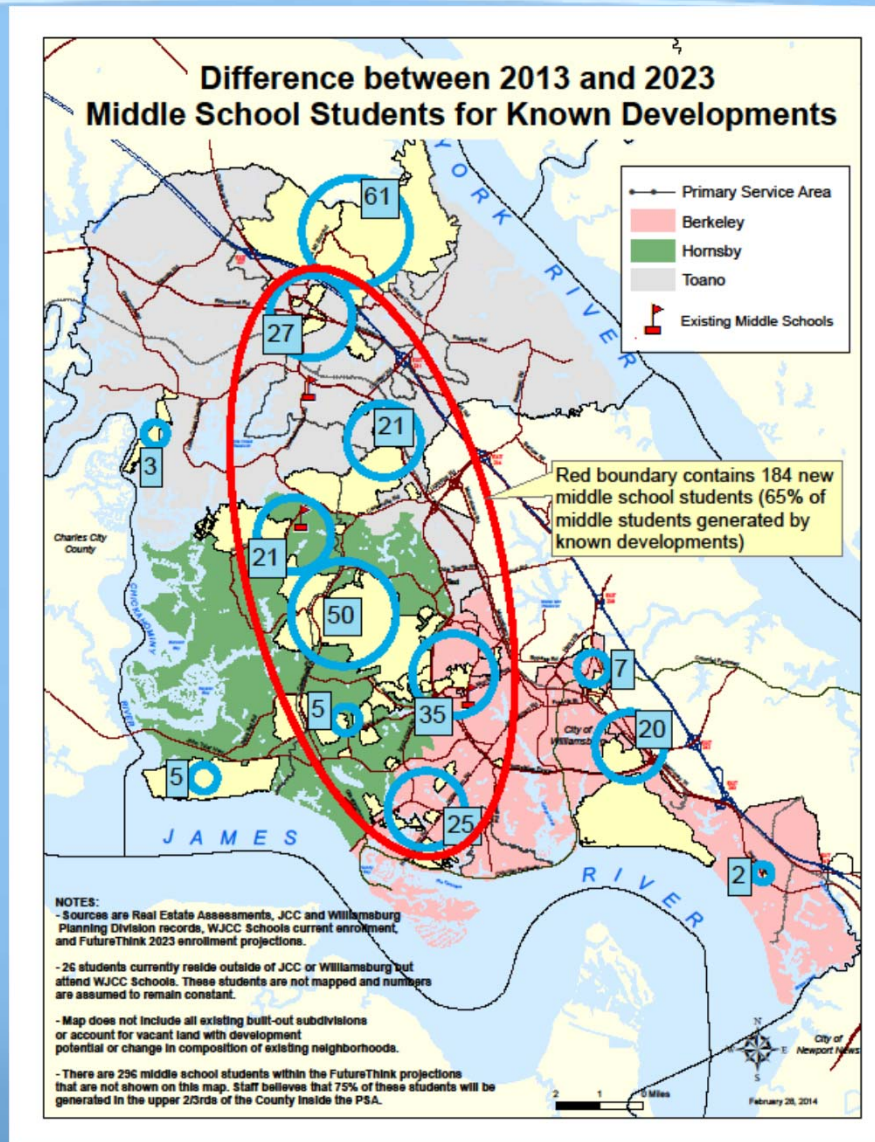 Difference between 2013 and 2023
Middle School Students for Known Developments
YORK RIVER
Primary Service Area
Berkeley
Hornsby
Toano
Existing Middle Schools
61
27
21
3
Red boundary contains 184 new
middle school students (65% of
middle students generated by
known developments)
Charles City
County
21
50
CHICKAHOMINY
RIVER
7
35
5
City of
Williamsburg
20
5
25
JAMES
RIVER
2
NOTES:
- Sources are Real Estate Assessments, JCC and Williamsburg
Planning Division records, WJCC Schools current enrollment,
and FutureThink 2023 enrollment projections.
- 26 students currently reside outside of JCC or Williamsburg but
attend WJCC Schools. These students are not mapped and numbers
are assumed to remain constant.
- Map does not include all existing built-out subdivisions
or account for vacant land with development
potential or change in composition of existing neighborhoods.
- There are 296 middle school students within the FutureThink projections
that are not shown on this map. Staff believes that 75% of these students will be
generated in the upper 2/3rds of the County inside the PSA.
N
W E
S
City of
Newport News
2 1 0 Miles
February 28, 2014